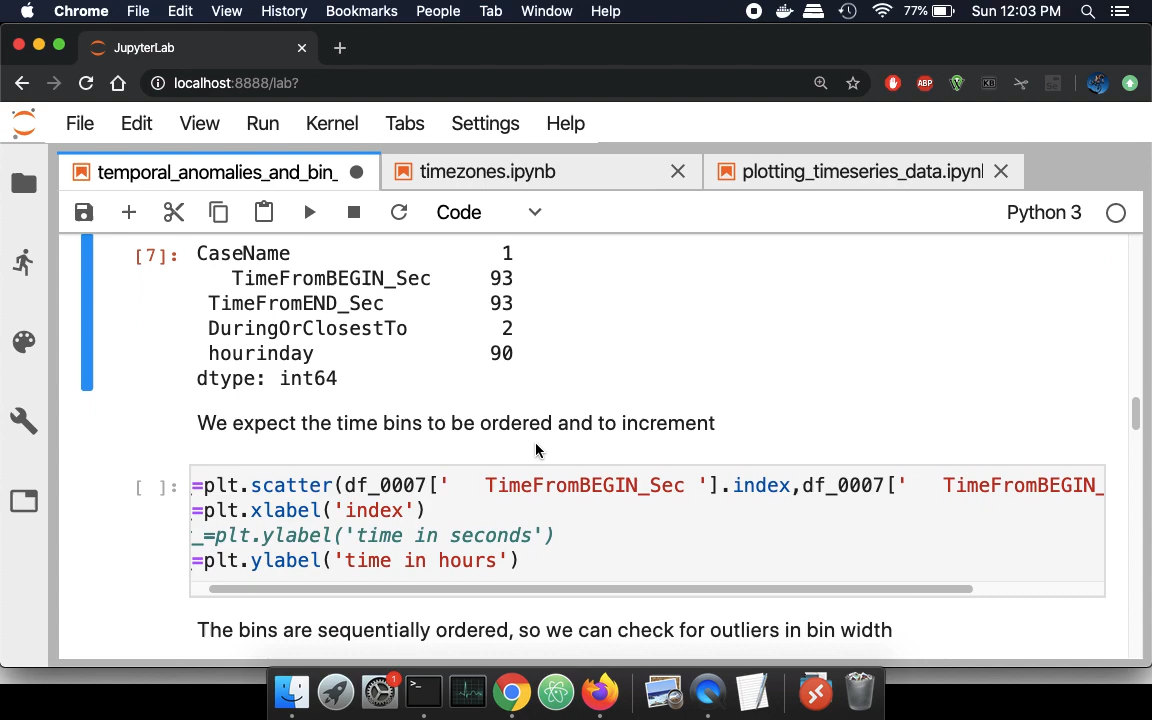 Chrome File Edit View History Bookmarks People Tab Window Help 77% Sun 12:03 PM
JupyterLab
localhost:8888/lab?
ABP KB
File Edit View Run Kernel Tabs Settings Help
temporal_anomalies_and_bin_ timezones.ipynb plotting_timeseries_data.ipynl
Code Python 3
[7]: CaseName 1
TimeFromBEGIN_Sec 93
TimeFromEND_Sec 93
DuringOrClosestTo 2
hourinday 90
dtype: int64
We expect the time bins to be ordered and to increment
[ ]: =plt.scatter(df_0007['   TimeFromBEGIN_Sec '].index,df_0007['   TimeFromBEGIN_
=plt.xlabel('index')
_=plt.ylabel('time in seconds')
=plt.ylabel('time in hours')
The bins are sequentially ordered, so we can check for outliers in bin width
1